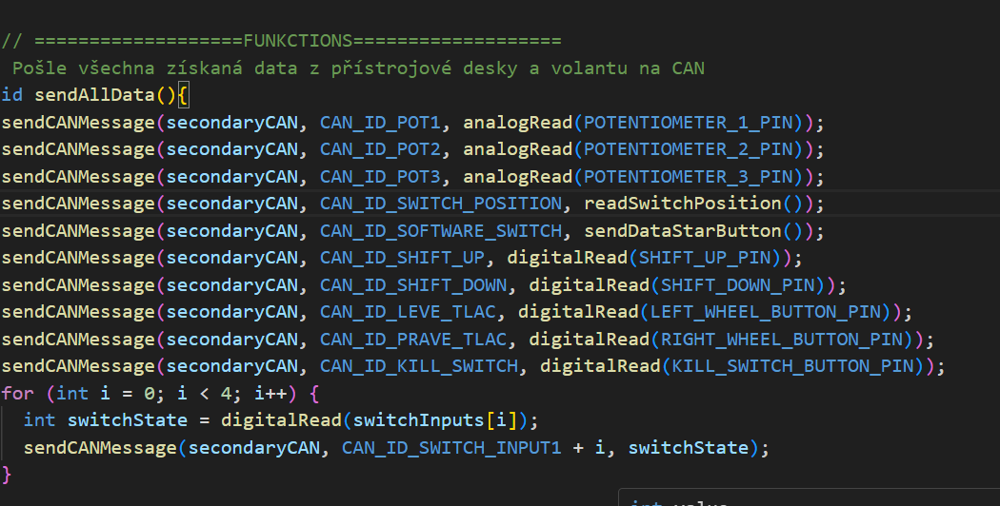 // ===================FUNKCTIONS===================
Pošle všechna získaná data z přístrojové desky a volantu na CAN
id sendAllData(){
sendCANMessage(secondaryCAN, CAN_ID_POT1, analogRead(POTENTIOMETER_1_PIN));
sendCANMessage(secondaryCAN, CAN_ID_POT2, analogRead(POTENTIOMETER_2_PIN));
sendCANMessage(secondaryCAN, CAN_ID_POT3, analogRead(POTENTIOMETER_3_PIN));
sendCANMessage(secondaryCAN, CAN_ID_SWITCH_POSITION, readSwitchPosition());
sendCANMessage(secondaryCAN, CAN_ID_SOFTWARE_SWITCH, sendDataStarButton());
sendCANMessage(secondaryCAN, CAN_ID_SHIFT_UP, digitalRead(SHIFT_UP_PIN));
sendCANMessage(secondaryCAN, CAN_ID_SHIFT_DOWN, digitalRead(SHIFT_DOWN_PIN));
sendCANMessage(secondaryCAN, CAN_ID_LEVE_TLAC, digitalRead(LEFT_WHEEL_BUTTON_PIN));
sendCANMessage(secondaryCAN, CAN_ID_PRAVE_TLAC, digitalRead(RIGHT_WHEEL_BUTTON_PIN));
sendCANMessage(secondaryCAN, CAN_ID_KILL_SWITCH, digitalRead(KILL_SWITCH_BUTTON_PIN));
for (int i = 0; i < 4; i++) {
int switchState = digitalRead(switchInputs[i]);
sendCANMessage(secondaryCAN, CAN_ID_SWITCH_INPUT1 + i, switchState);
}
int value